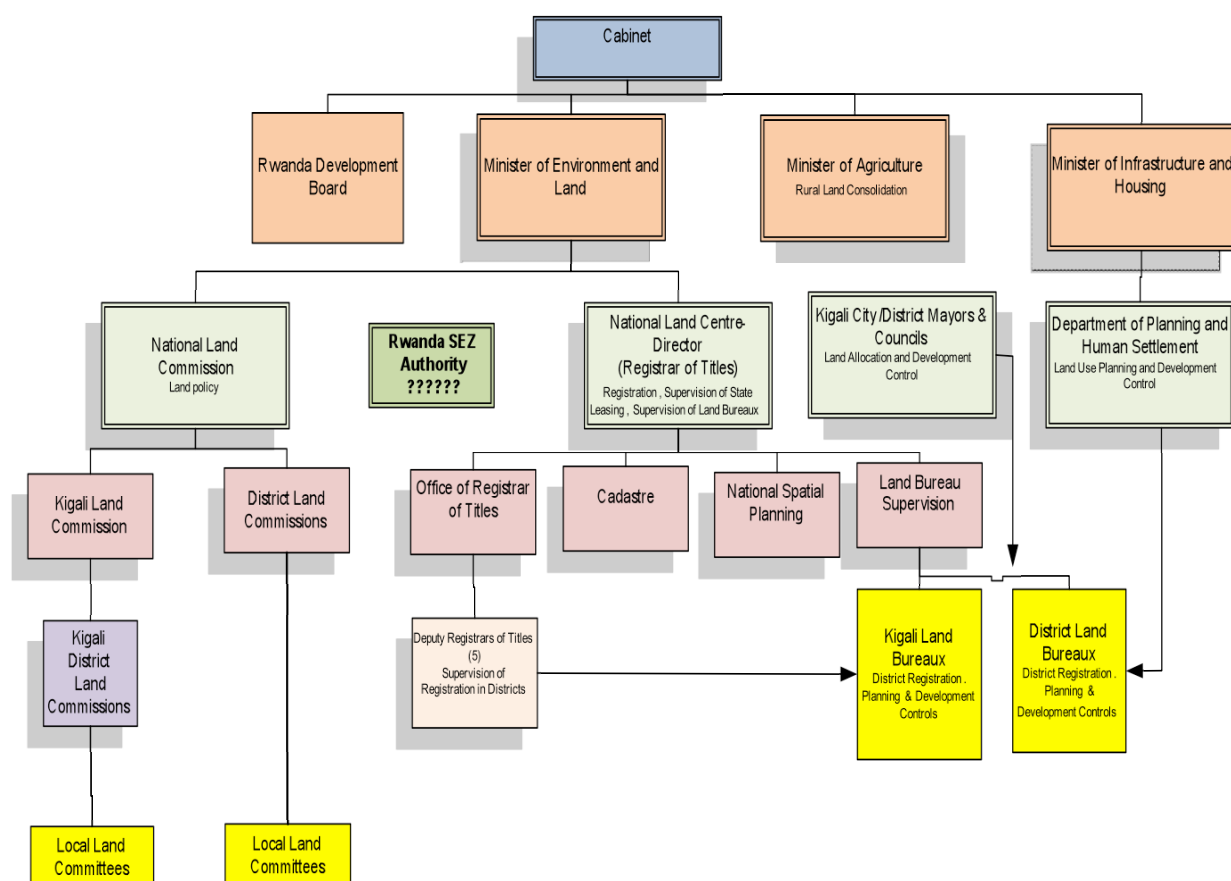 Cabinet
Rwanda Development
Board
Minister of Environment and
Land
Minister of Agriculture
Rural Land Consolidation
Minister of Infrastructure and
Housing
National Land
Commission
Land policy
Rwanda SEZ
Authority
??????
National Land Centre-
Director
(Registrar of Titles)
Registration , Supervision of State
Leasing , Supervision of Land Bureaux
Kigali City /District Mayors &
Councils
Land Allocation and Development
Control
Department of Planning and
Human Settlement
Land Use Planning and Development
Control
Kigali Land
Commission
District Land
Commissions
Office of Registrar
of Titles
Cadastre
National Spatial
Planning
Land Bureau
Supervision
Kigali
District
Land
Commissions
Deputy Registrars of Titles
(5)
Supervision of
Registration in Districts
Kigali Land
Bureaux
District Registration .
Planning & Development
Controls
District Land
Bureaux
District Registration .
Planning &
Development Controls
Local Land
Committees
Local Land
Committees